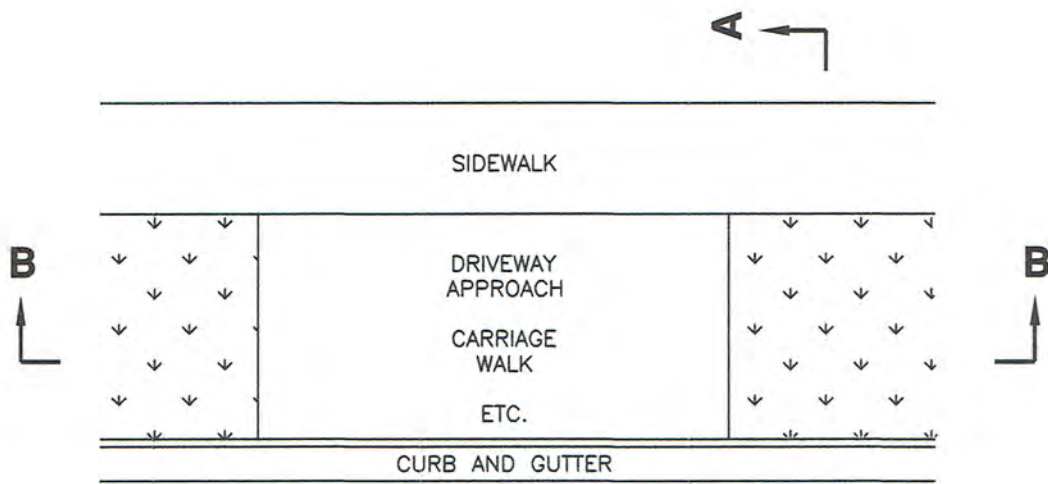 A
SIDEWALK
B
DRIVEWAY
APPROACH
CARRIAGE
WALK
ETC.
B
CURB AND GUTTER